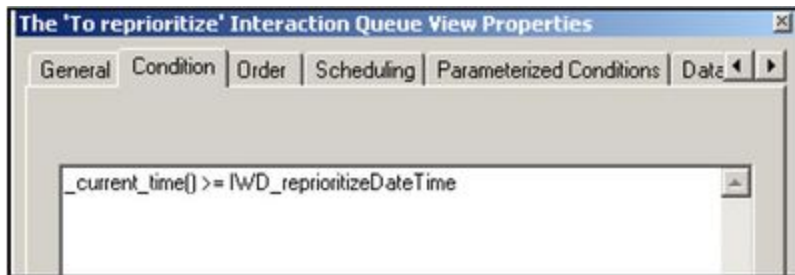 The 'To reprioritize' Interaction Queue View Properties
General Condition Order Scheduling Parameterized Conditions Data
_current_time() >= IWD_reprioritizeDateTime